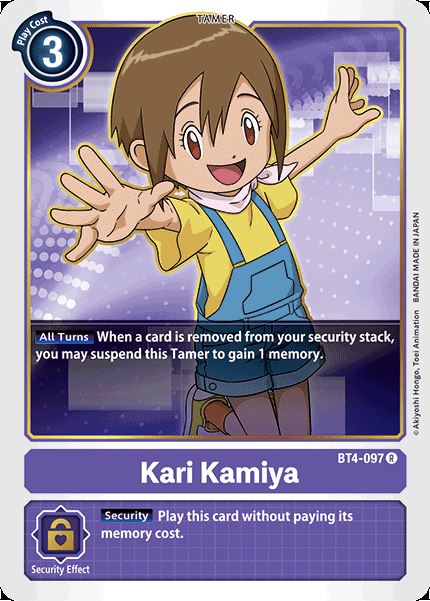 TAMER
Play Cost
3
All Turns When a card is removed from your security stack,
you may suspend this Tamer to gain 1 memory.
©Akiyoshi Hongo, Toei Animation BANDAI MADE IN JAPAN
BT4-097 R
Kari Kamiya
Security Play this card without paying its
memory cost.
Security Effect